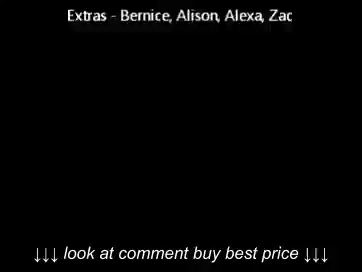 Extras - Bernice, Alison, Alexa, Zac
↓↓↓ look at comment buy best price ↓↓↓